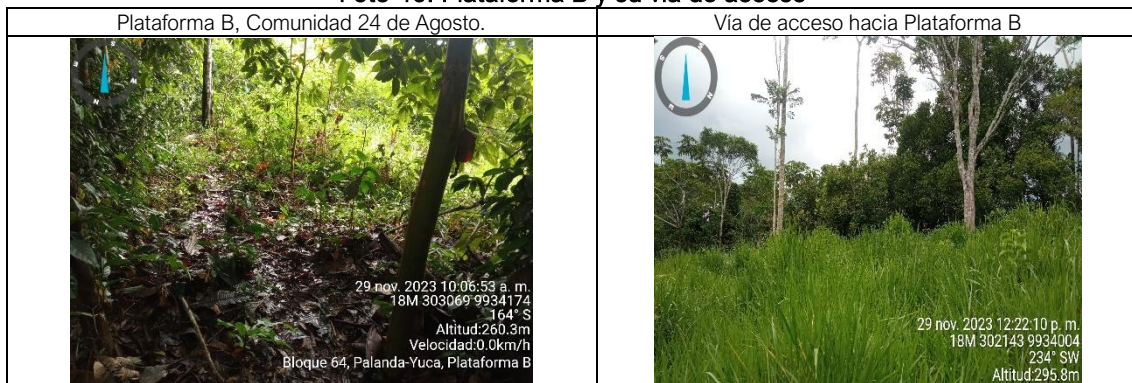 Plataforma B, Comunidad 24 de Agosto.
Vía de acceso hacia Plataforma B
29 nov. 2023 10:06:53 a. m.
18M 303069 9934174
164° S
Altitud:260.3m
Velocidad:0.0km/h
Bloque 64, Palanda-Yuca, Plataforma B
29 nov. 2023 12:22:10 p. m.
18M 302143 9934004
234° SW
Altitud:295.8m